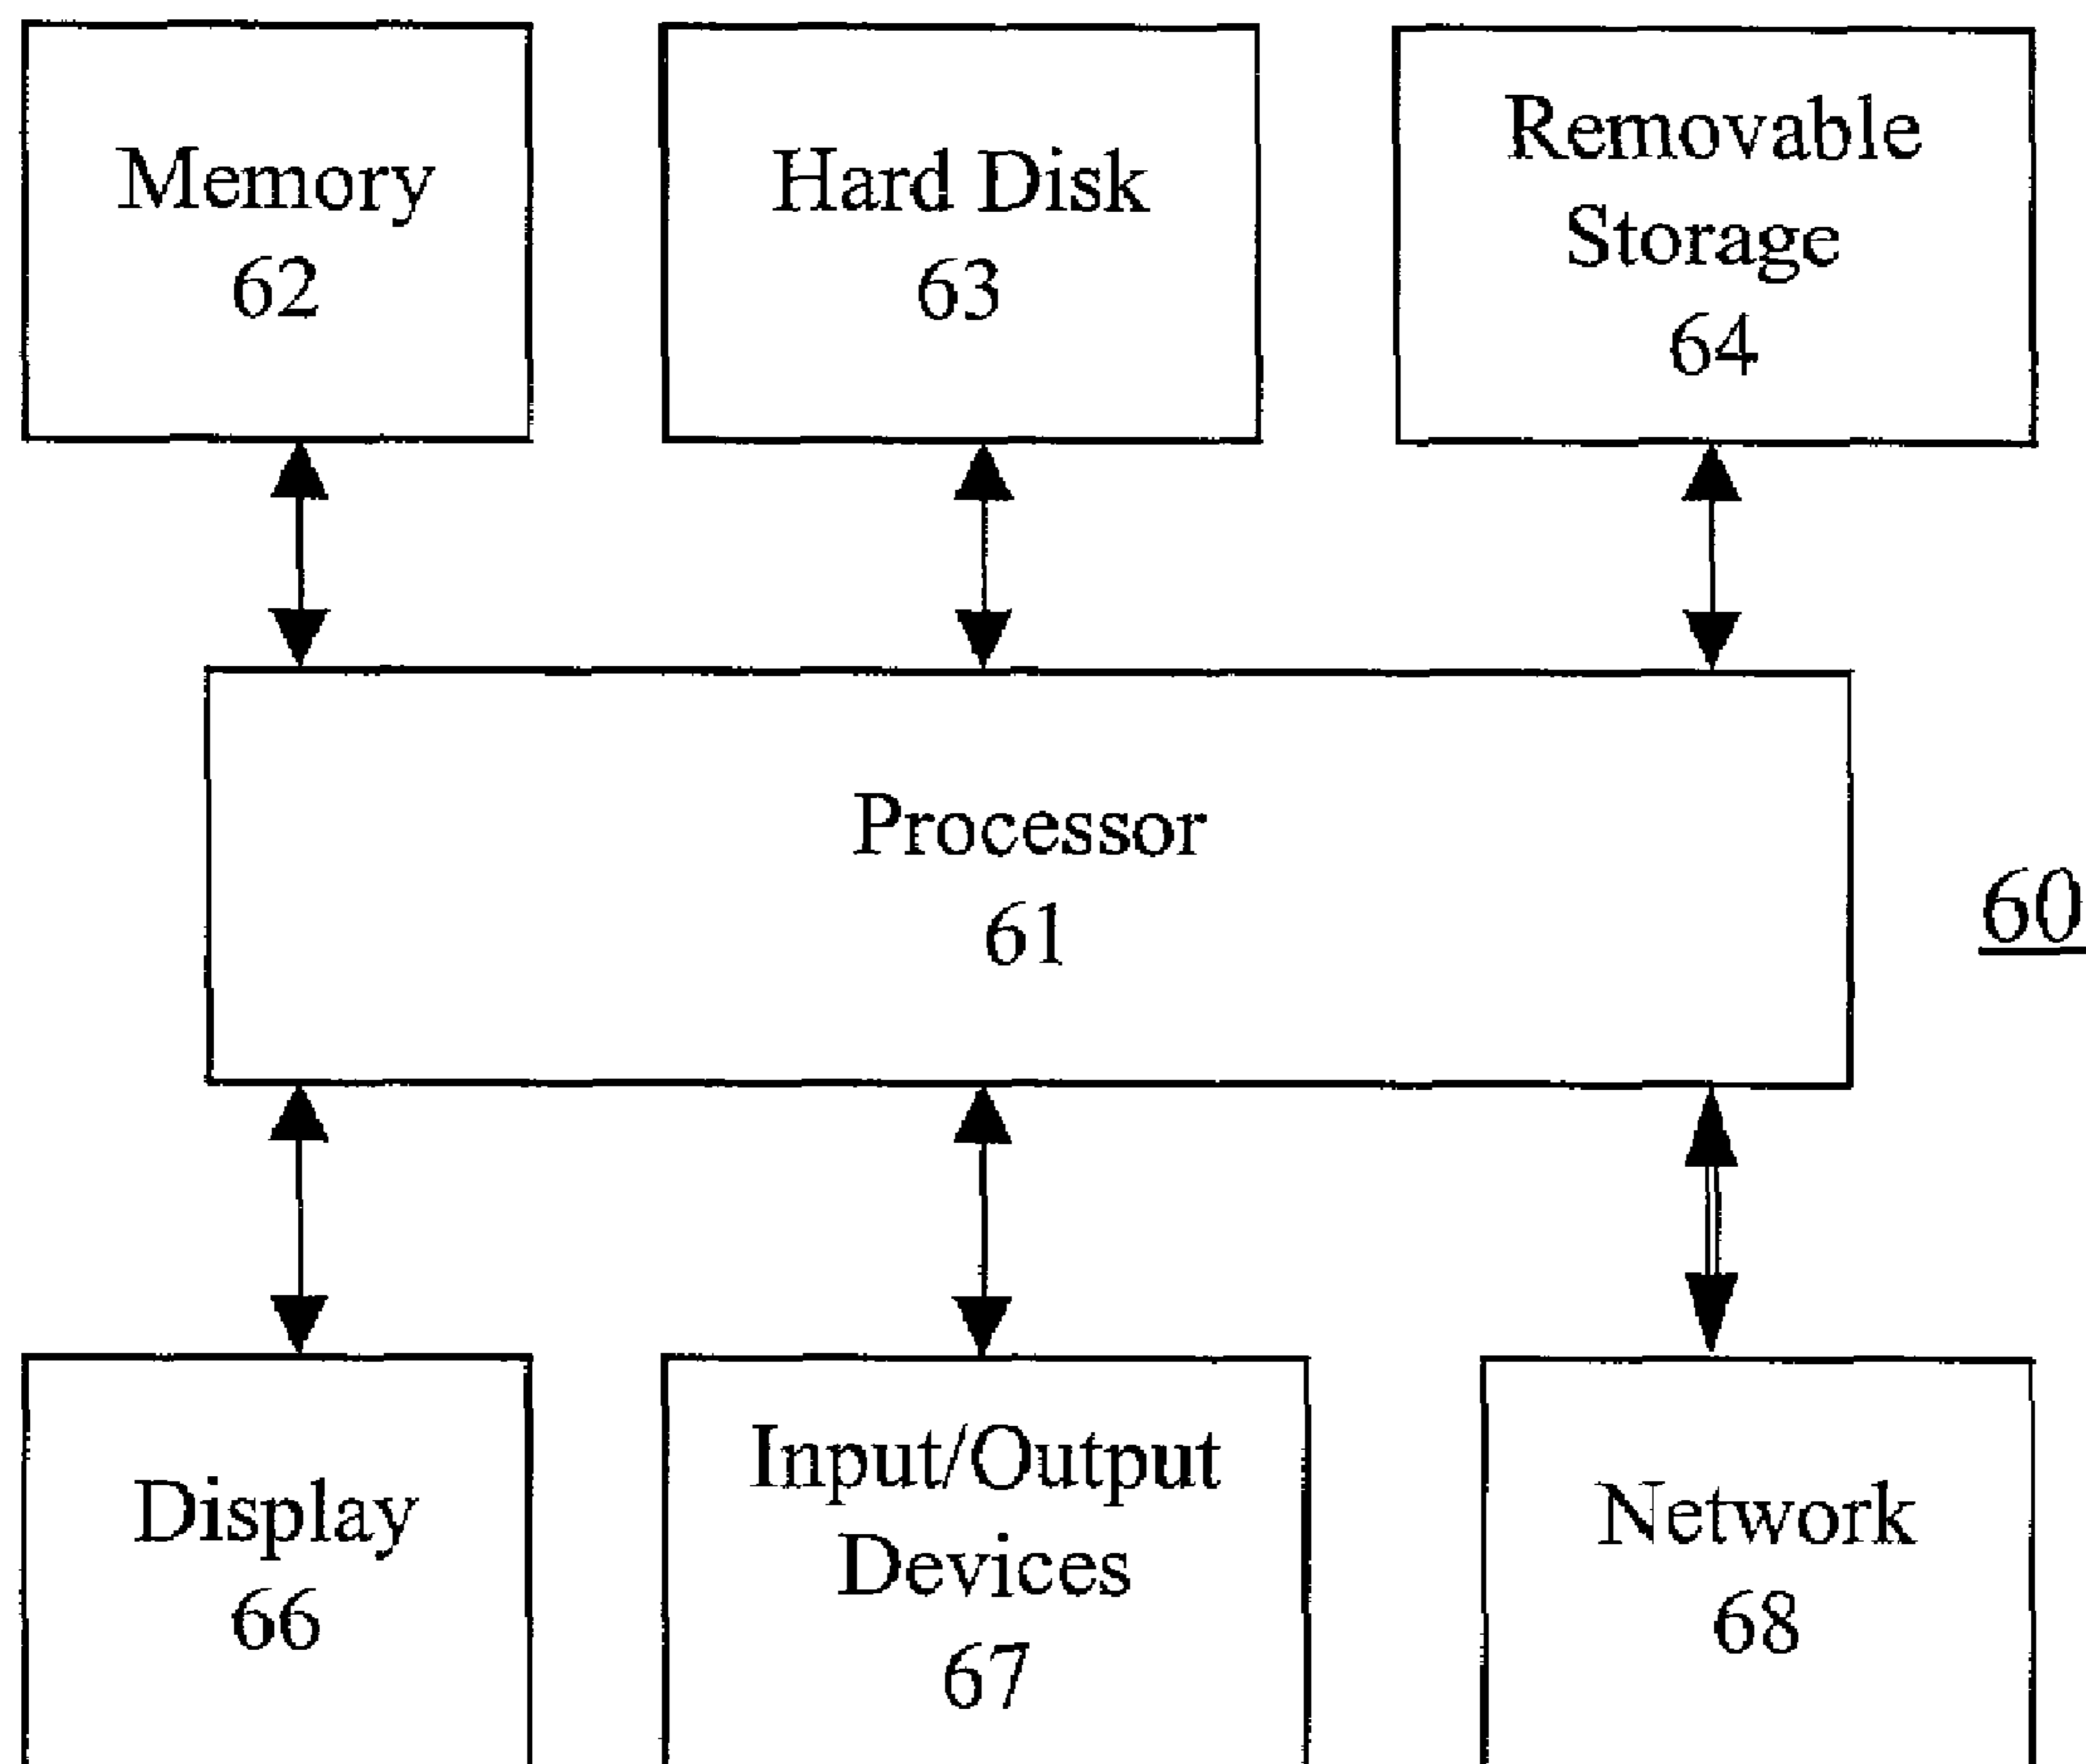 Memory
62
Hard Disk
63
Removable
Storage
64
Processor
61
60
Display
66
Input/Output
Devices
67
Network
68